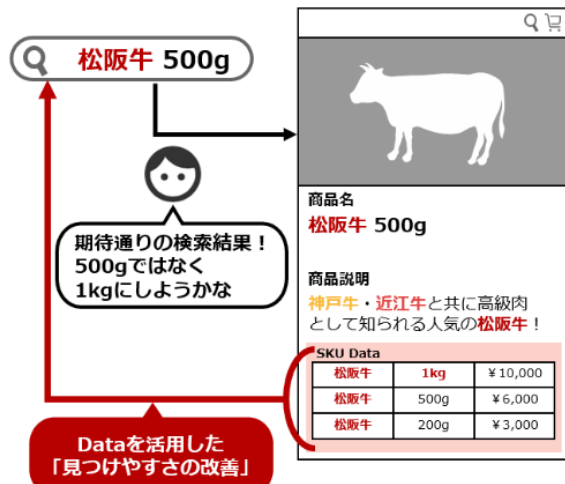 松阪牛 500g
期待通りの検索結果！
500gではなく
1kgにしようかな
商品名
松阪牛 500g
商品説明
神戸牛・近江牛と共に高級肉
として知られる人気の松阪牛！
SKU Data
松阪牛 1kg ¥10,000
松阪牛 500g ¥6,000
松阪牛 200g ¥3,000
Dataを活用した
「見つけやすさの改善」